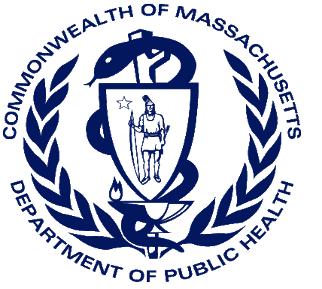 COMMONWEALTH OF MASSACHUSETTS
DEPARTMENT OF PUBLIC HEALTH